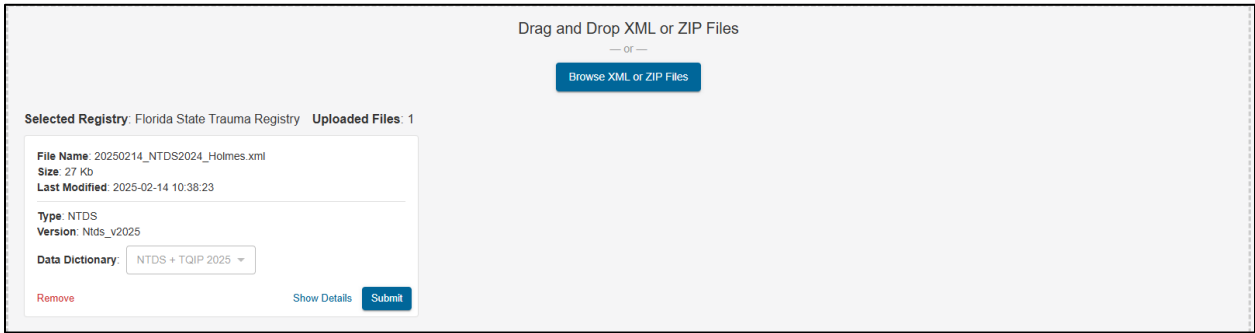 Drag and Drop XML or ZIP Files
— or —
Browse XML or ZIP Files
Selected Registry: Florida State Trauma Registry Uploaded Files: 1
File Name: 20250214_NTDS2024_Holmes.xml
Size: 27 Kb
Last Modified: 2025-02-14 10:38:23
Type: NTDS
Version: Ntds_v2025
Data Dictionary: NTDS + TQIP 2025
Remove Show Details Submit